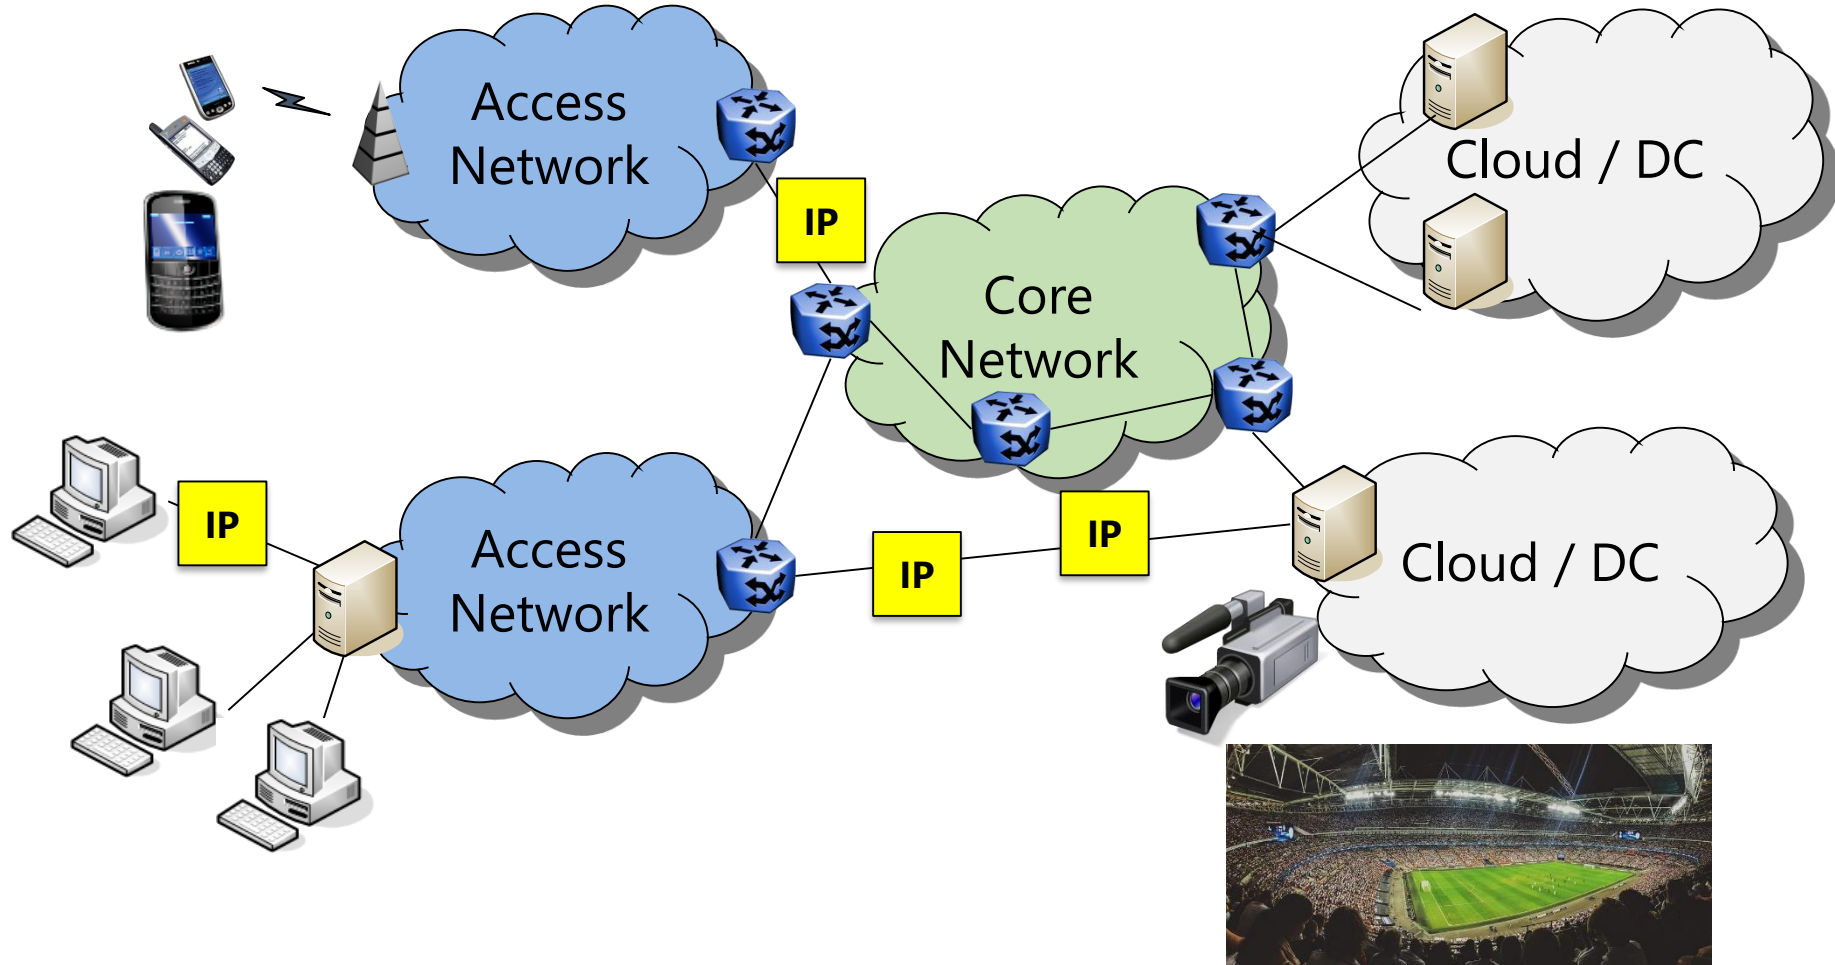 Access
Network
IP
Core
Network
Cloud / DC
IP
Access
Network
IP
IP
Cloud / DC